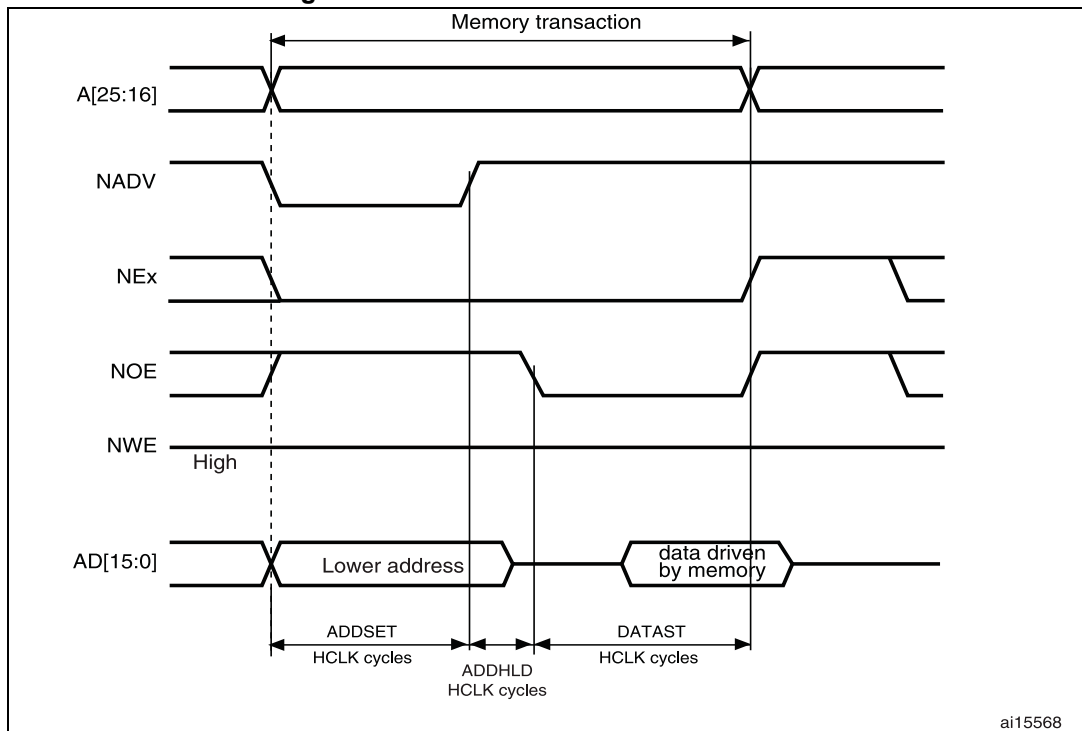 Memory transaction
A[25:16]
NADV
NEx
NOE
NWE
High
AD[15:0]
Lower address
data driven
by memory
ADDSET
HCLK cycles
ADDHLD
HCLK cycles
DATAST
HCLK cycles
ai15568